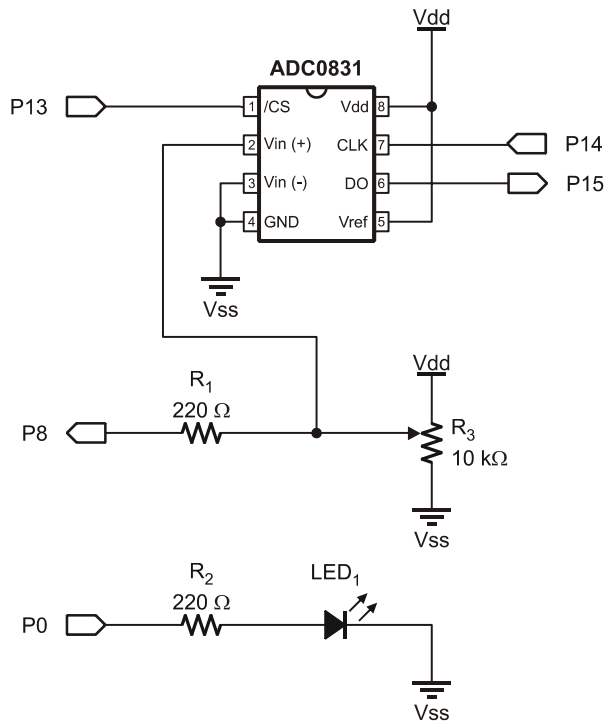 Vdd
ADC0831
P13 1 /CS Vdd 8
2 Vin (+) CLK 7 P14
3 Vin (-) DO 6 P15
4 GND Vref 5
Vss
Vdd
R1
220 Ω
P8
R3
10 kΩ
Vss
R2
220 Ω
LED1
P0
Vss